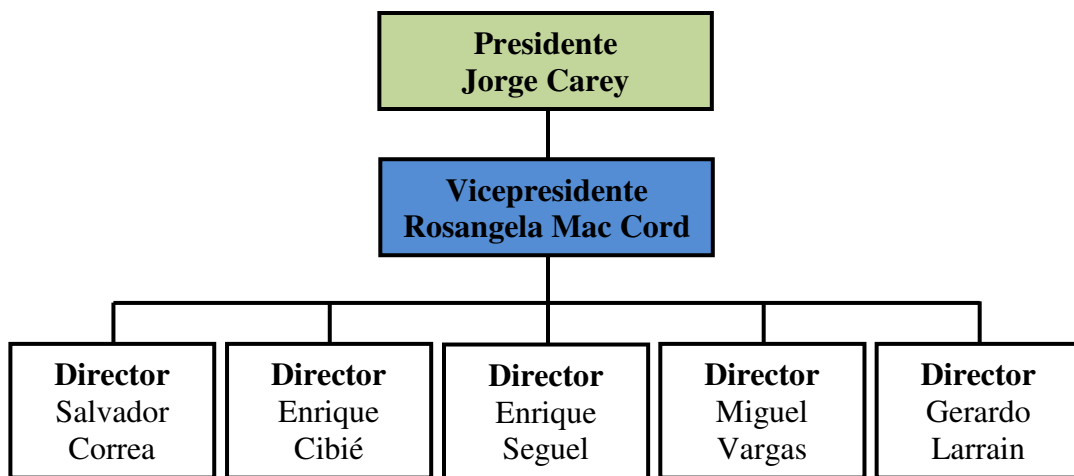 Presidente
Jorge Carey
Vicepresidente
Rosangela Mac Cord
Director
Salvador
Correa
Director
Enrique
Cibié
Director
Enrique
Seguel
Director
Miguel
Vargas
Director
Gerardo
Larrain